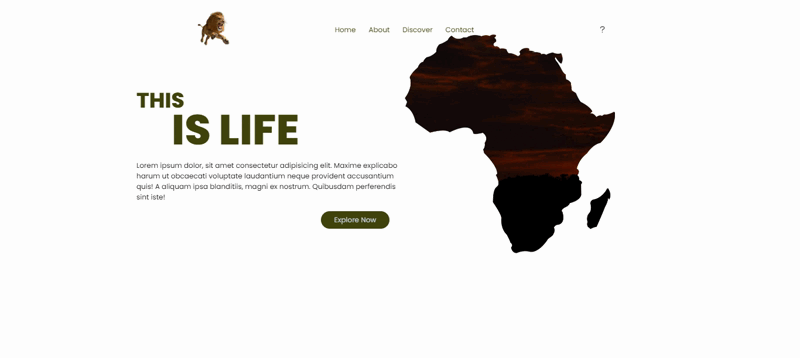 Home About Discover Contact ?
THIS
IS LIFE
Lorem ipsum dolor, sit amet consectetur adipisicing elit. Maxime explicabo
harum ut obcaecati voluptate laudantium neque provident accusantium
quis! A aliquam ipsa blanditiis, magni ex nostrum. Quibusdam perferendis
sint iste!
Explore Now